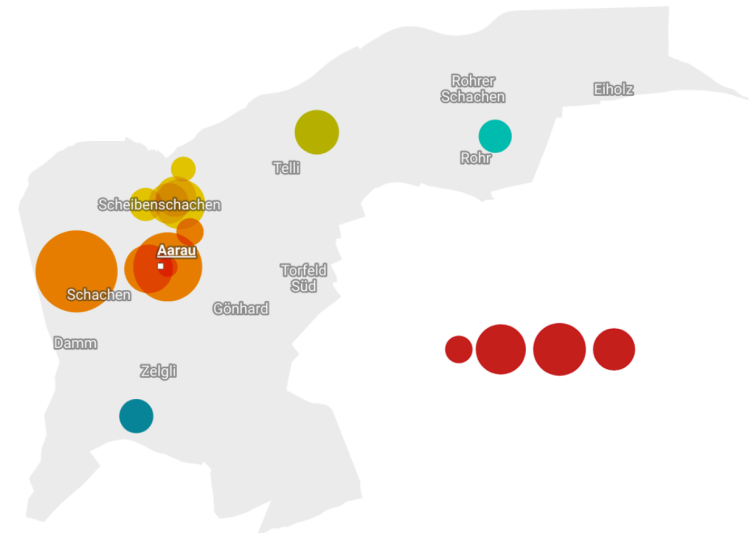 Rohrer
Schachen
Eiholz
Rohr
Telli
Scheibenschachen
Aarau
Torfeld
Süd
Schachen
Gönhard
Damm
Zelgli